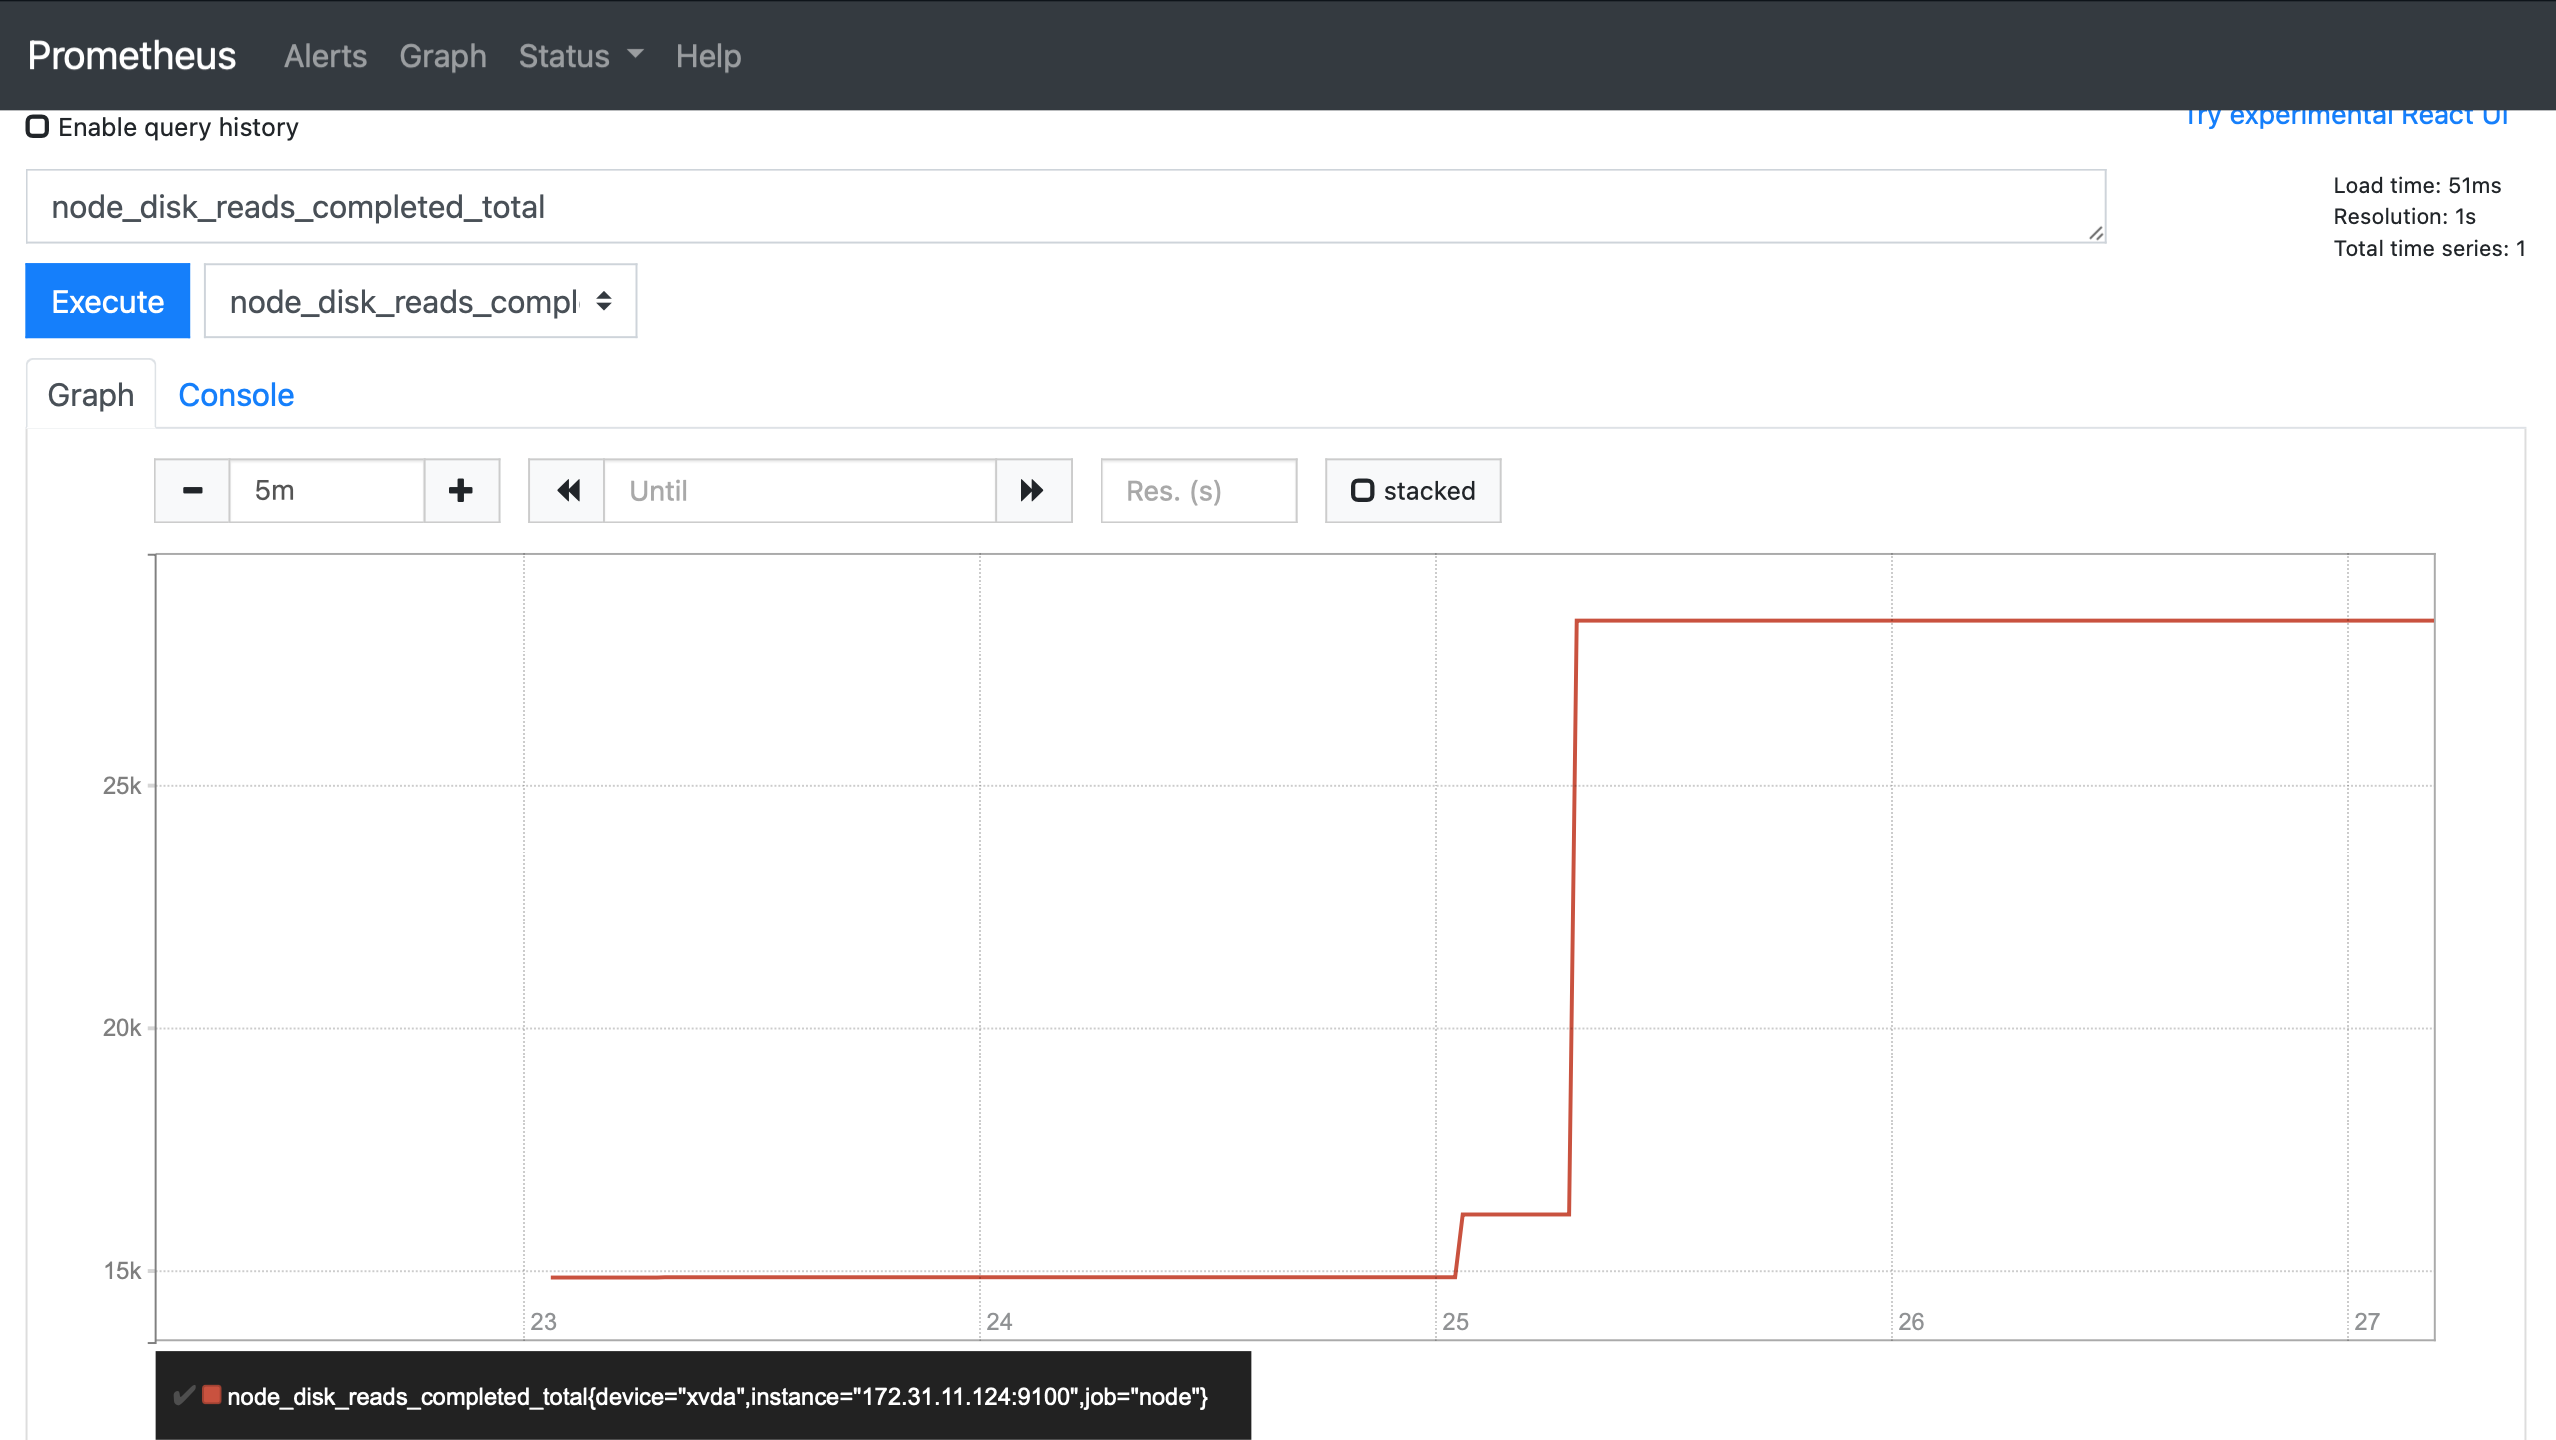 Prometheus Alerts Graph Status Help
Enable query history
Try experimental React UI
node_disk_reads_completed_total
Load time: 51ms
Resolution: 1s
Total time series: 1
Execute
node_disk_reads_compl
Graph Console
5m
Until
Res. (s)
stacked
25k
20k
15k
23 24 25 26 27
node_disk_reads_completed_total{device="xvda",instance="172.31.11.124:9100",job="node"}